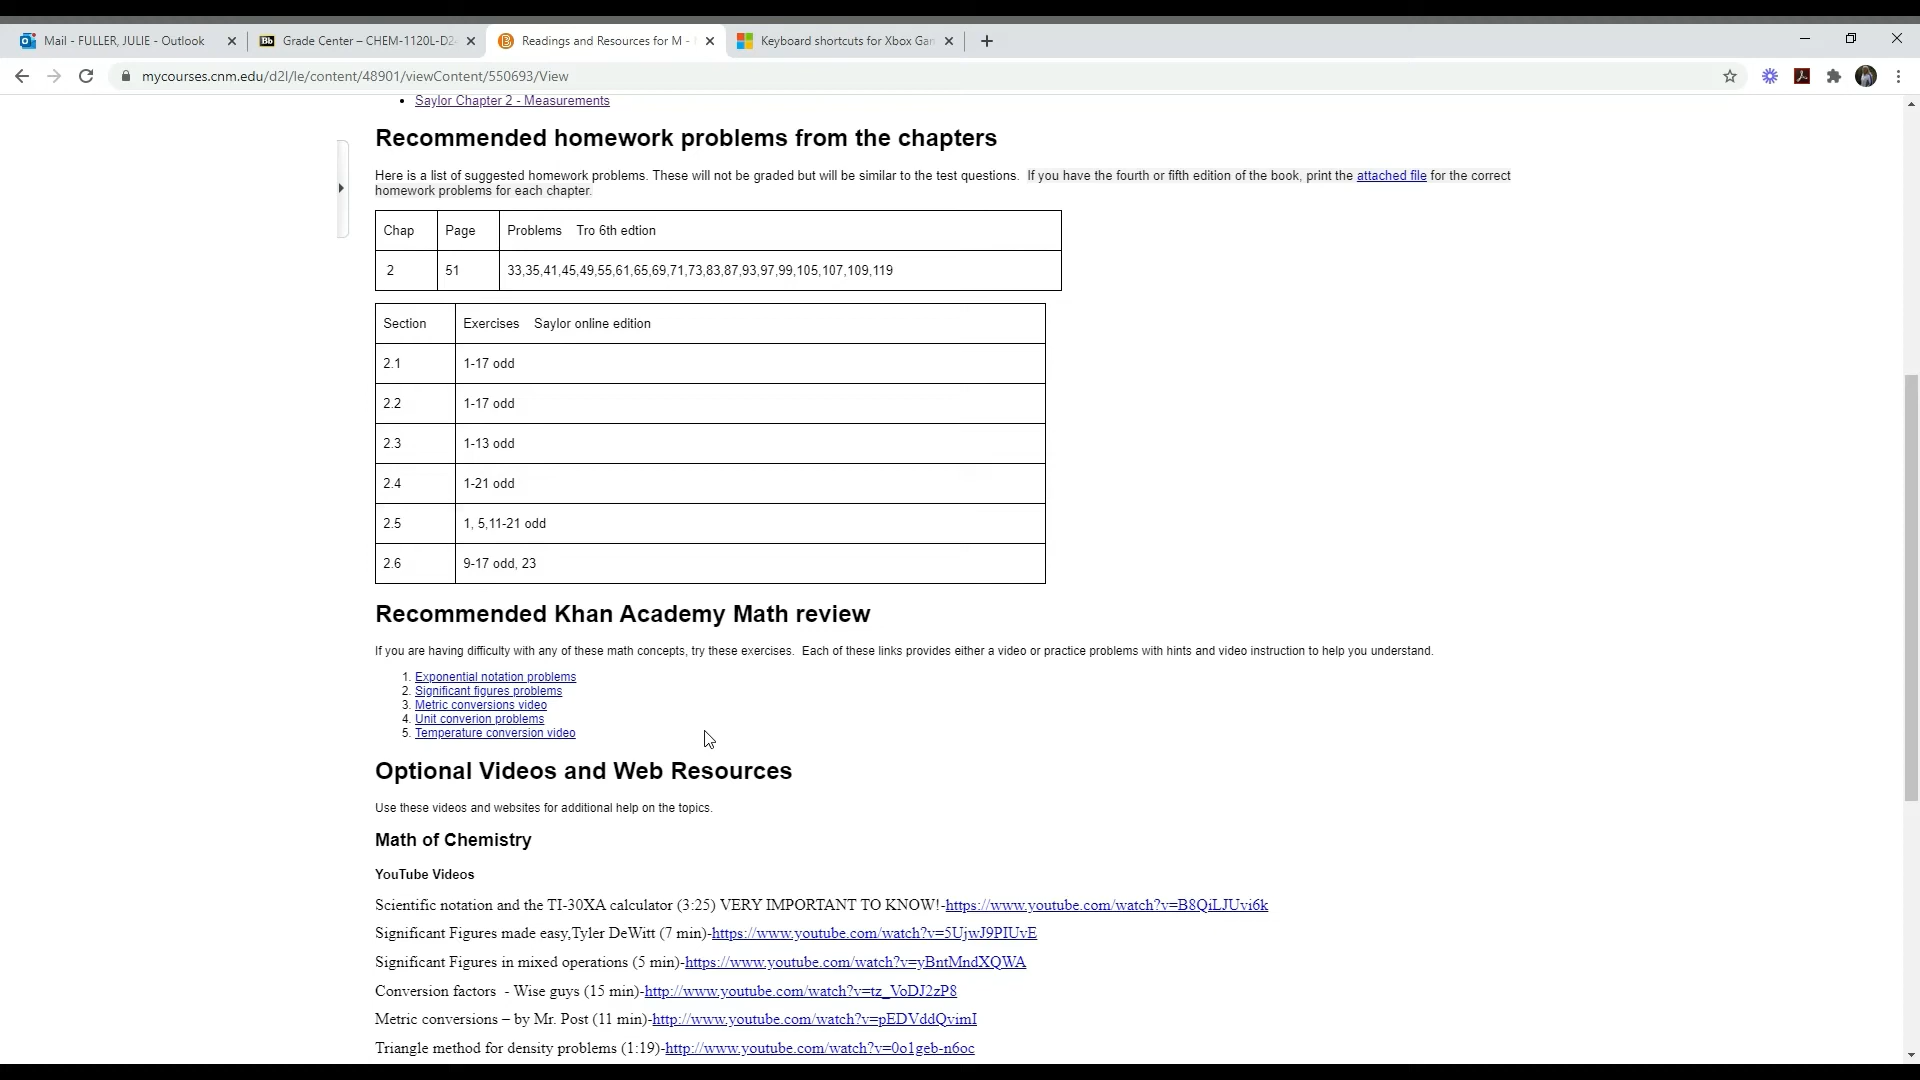 Mail - FULLER, JULIE - Outlook
Bb Grade Center – CHEM-1120L-D2
Readings and Resources for M -
Keyboard shortcuts for Xbox Gam
mycourses.cnm.edu/d2l/le/content/48901/viewContent/550693/View
Saylor Chapter 2 - Measurements
Recommended homework problems from the chapters
Here is a list of suggested homework problems. These will not be graded but will be similar to the test questions. If you have the fourth or fifth edition of the book, print the attached file for the correct
homework problems for each chapter.
Chap Page Problems Tro 6th edtion
2 51 33,35,41,45,49,55,61,65,69,71,73,83,87,93,97,99,105,107,109,119
Section Exercises Saylor online edition
2.1 1-17 odd
2.2 1-17 odd
2.3 1-13 odd
2.4 1-21 odd
2.5 1, 5,11-21 odd
2.6 9-17 odd, 23
Recommended Khan Academy Math review
If you are having difficulty with any of these math concepts, try these exercises. Each of these links provides either a video or practice problems with hints and video instruction to help you understand.
1. Exponential notation problems
2. Significant figures problems
3. Metric conversions video
4. Unit converion problems
5. Temperature conversion video
Optional Videos and Web Resources
Use these videos and websites for additional help on the topics.
Math of Chemistry
YouTube Videos
Scientific notation and the TI-30XA calculator (3:25) VERY IMPORTANT TO KNOW!-https://www.youtube.com/watch?v=B8QiLJUvi6k
Significant Figures made easy,Tyler DeWitt (7 min)-https://www.youtube.com/watch?v=5UjwJ9PIUvE
Significant Figures in mixed operations (5 min)-https://www.youtube.com/watch?v=yBntMndXQWA
Conversion factors - Wise guys (15 min)-http://www.youtube.com/watch?v=tz_VoDJ2zP8
Metric conversions – by Mr. Post (11 min)-http://www.youtube.com/watch?v=pEDVddQvimI
Triangle method for density problems (1:19)-http://www.youtube.com/watch?v=0o1geb-n6oc